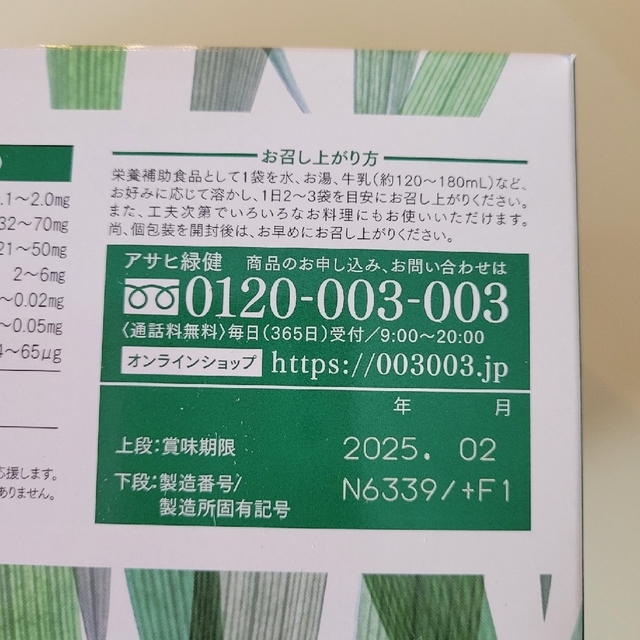 .1〜2.0mg
32〜70mg
21〜50mg
2〜6mg
〜0.02mg
〜0.05mg
〜65μg
応援します。
ありません。
お召し上がり方
栄養補助食品として1袋を水、お湯、牛乳(約120〜180mL)など、
お好みに応じて溶かし、1日2〜3袋を目安にお召し上がりください。
また、工夫次第でいろいろなお料理にもお使いいただけます。
尚、個包装を開封後は、お早めにお召し上がりください。
アサヒ緑健 商品のお申し込み、お問い合わせは
0120-003-003
〈通話料無料〉毎日(365日)受付/9:00〜20:00
オンラインショップ https://003003.jp
年 月
上段:賞味期限 2025. 02
下段:製造番号/ N6339/+F1
製造所固有記号